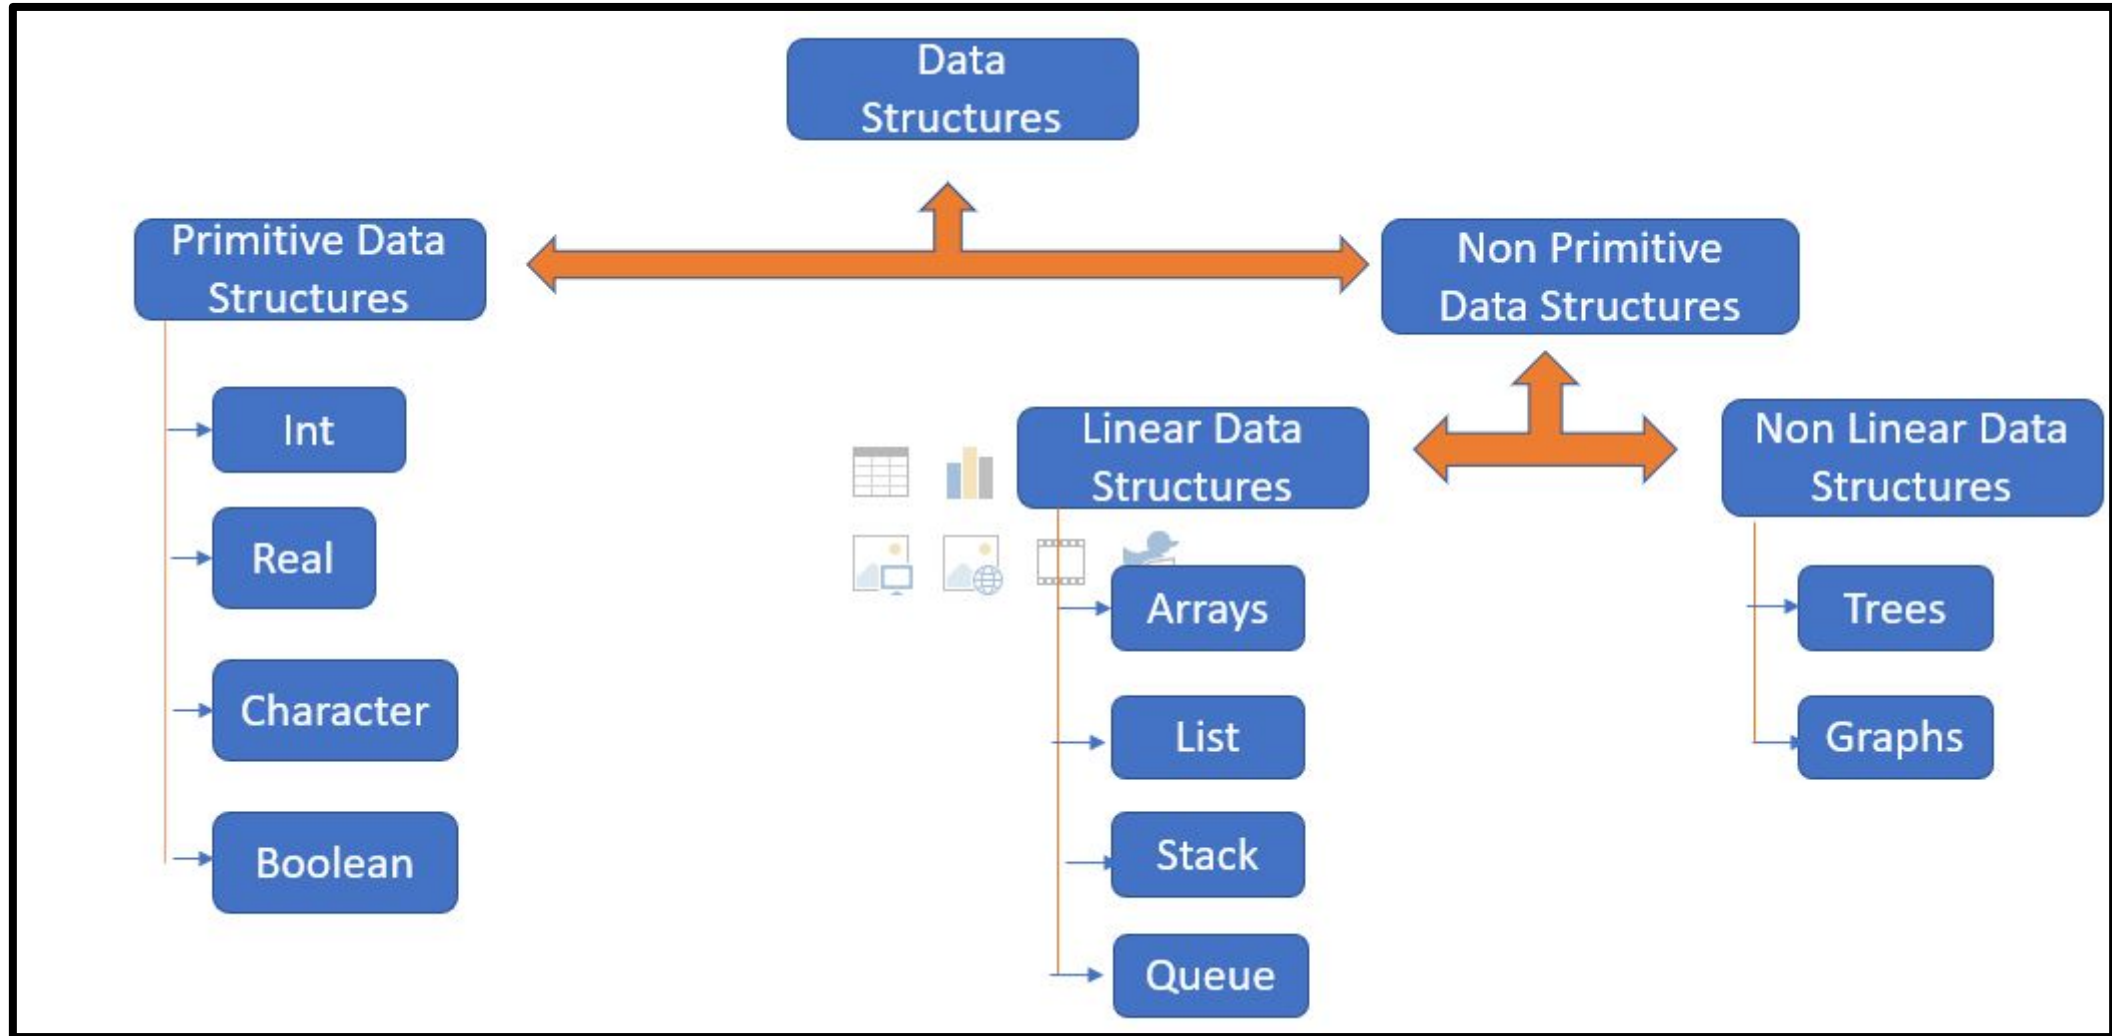 Data
Structures
Primitive Data
Structures
Non Primitive
Data Structures
Int
Real
Character
Boolean
Linear Data
Structures
Arrays
List
Stack
Queue
Non Linear Data
Structures
Trees
Graphs